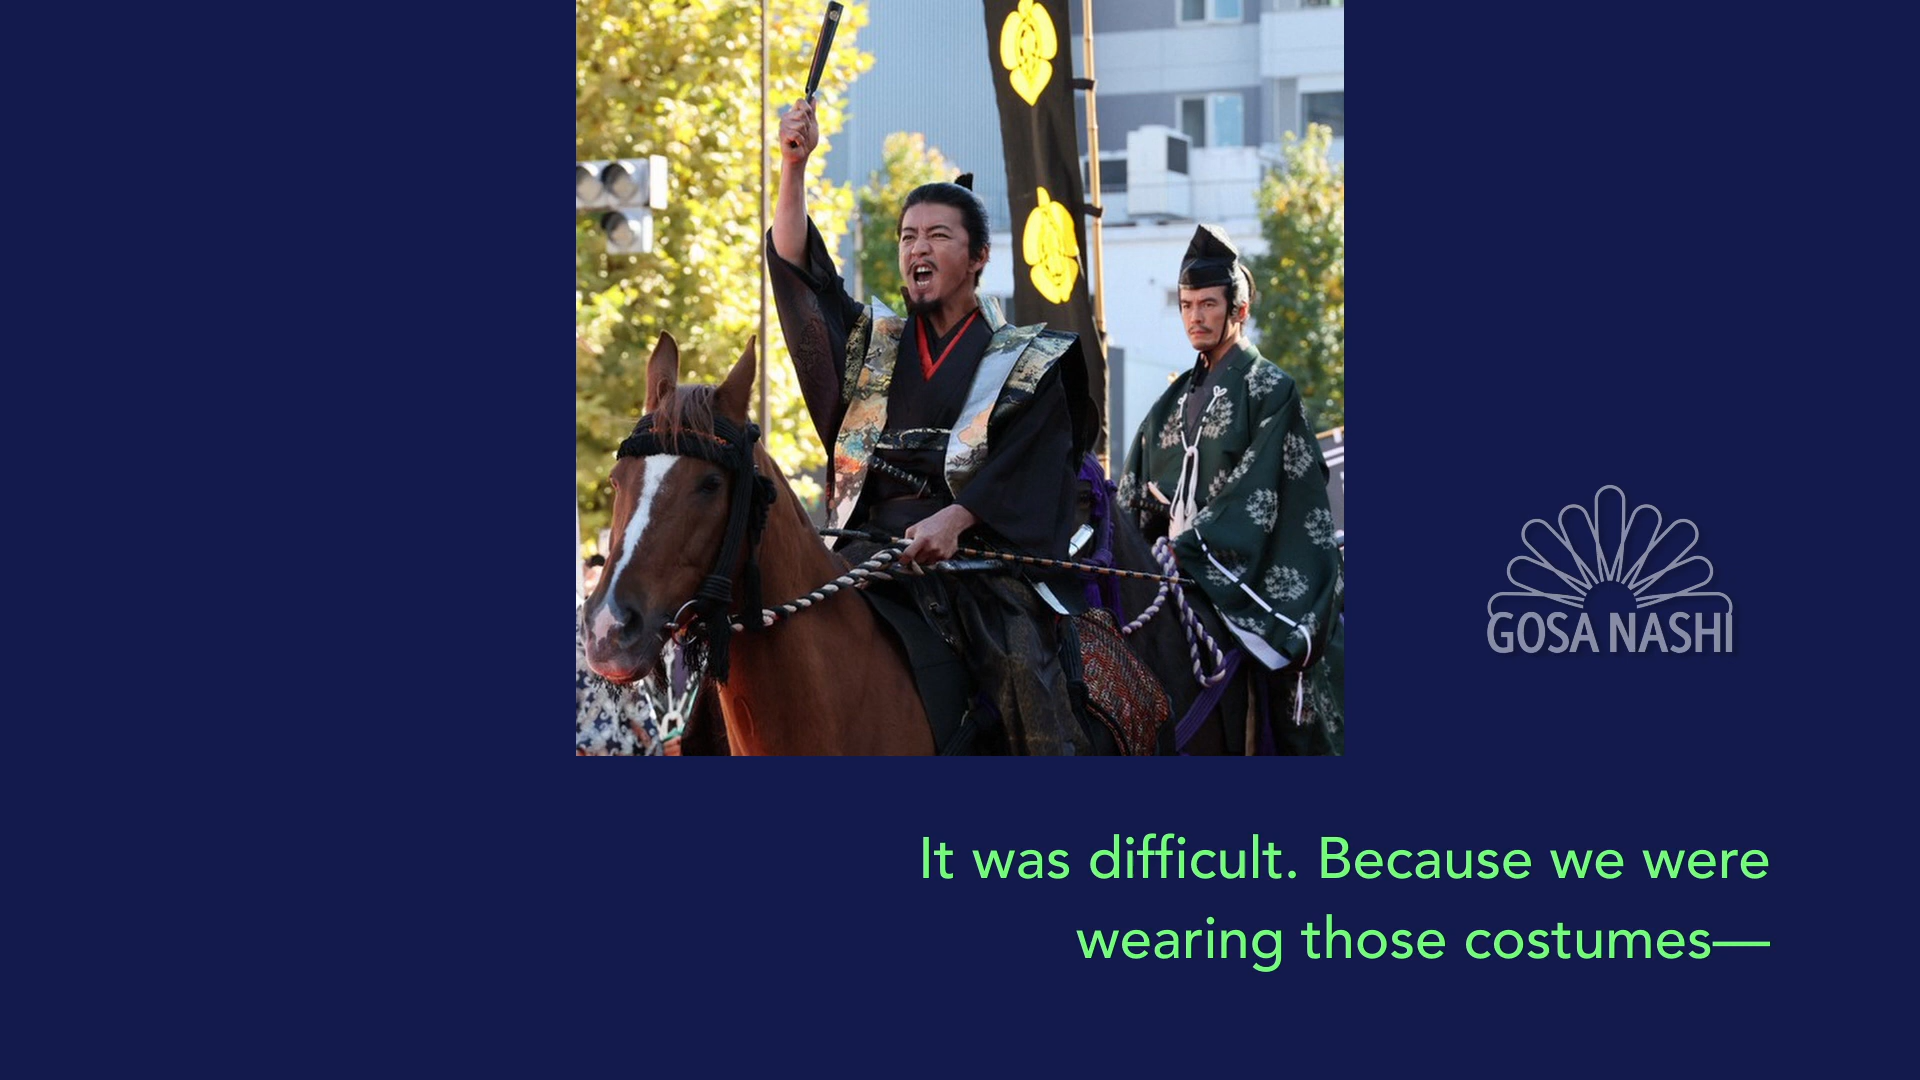 GOSA NASHI
It was difficult. Because we were
wearing those costumes—